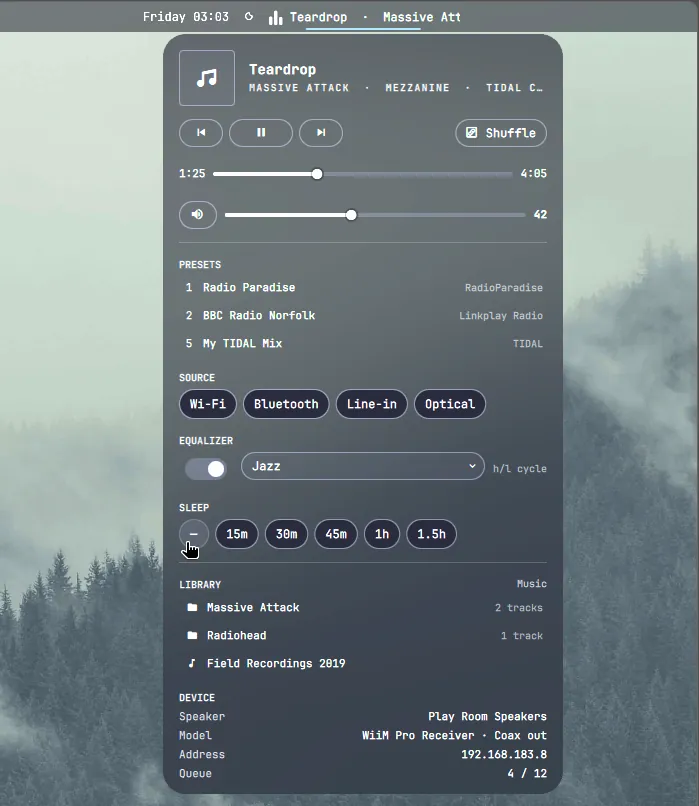 Friday 03:03 Teardrop · Massive Att
Teardrop
MASSIVE ATTACK · MEZZANINE · TIDAL C…
Shuffle
1:25 4:05
42
PRESETS
1 Radio Paradise RadioParadise
2 BBC Radio Norfolk Linkplay Radio
5 My TIDAL Mix TIDAL
SOURCE
Wi-Fi Bluetooth Line-in Optical
EQUALIZER
Jazz h/l cycle
SLEEP
— 15m 30m 45m 1h 1.5h
LIBRARY Music
Massive Attack 2 tracks
Radiohead 1 track
Field Recordings 2019
DEVICE
Speaker Play Room Speakers
Model WiiM Pro Receiver · Coax out
Address 192.168.183.8
Queue 4 / 12